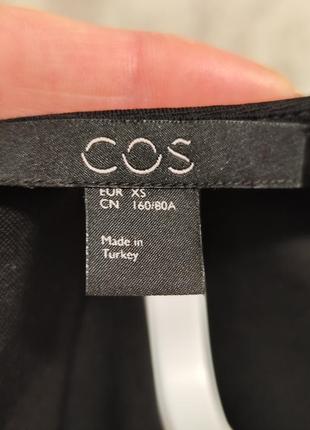 COS
EUR XS
CN 160/80A
Made in
Turkey